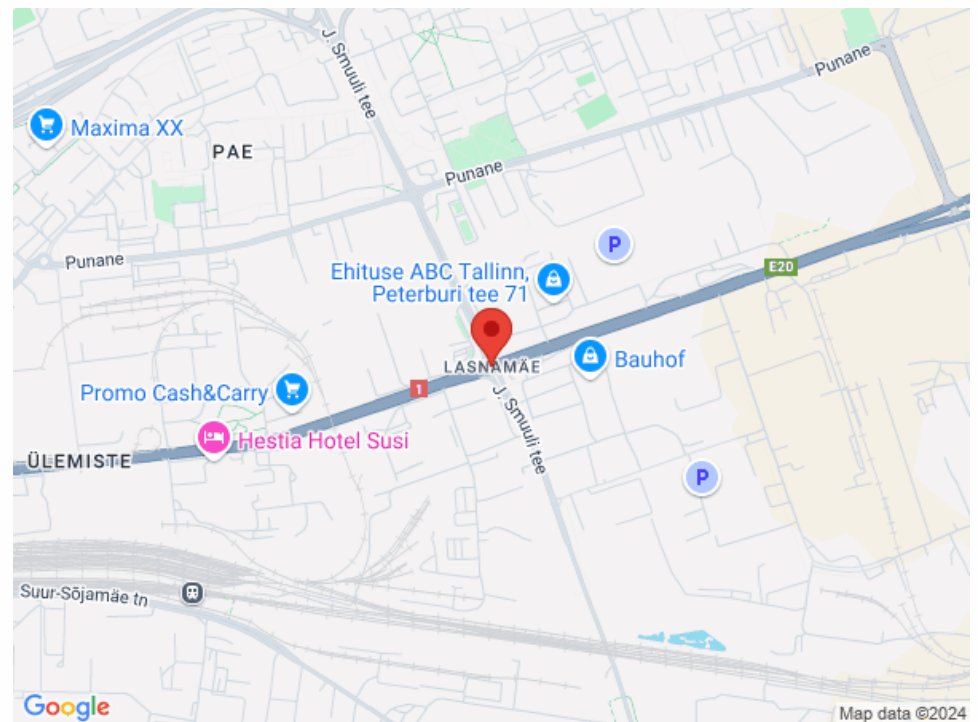 J. Smuuli tee
Punane
Maxima XX
PAE
Punane
Punane
P
E20
Ehituse ABC Tallinn,
Peterburi tee 71
LASNAMÄE
Bauhof
1
Promo Cash&Carry
J. Smuuli tee
Hestia Hotel Susi
ÜLEMISTE
P
Suur-Sõjamäe tn
Google
Map data ©2024